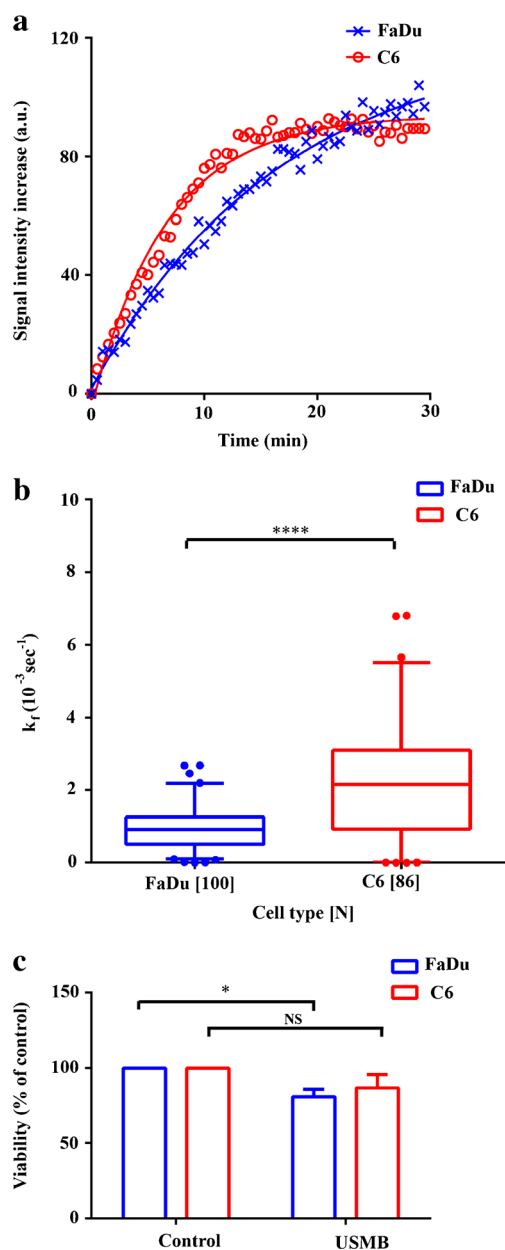 a
FaDu
C6
Signal intensity increase (a.u.)
120
80
40
0
0 10 20 30
Time (min)
b
FaDu
C6
****
k_f (10^-3 sec^-1)
10
8
6
4
2
0
FaDu [100] C6 [86]
Cell type [N]
c
FaDu
C6
Viability (% of control)
150
100
50
0
*
NS
Control USMB